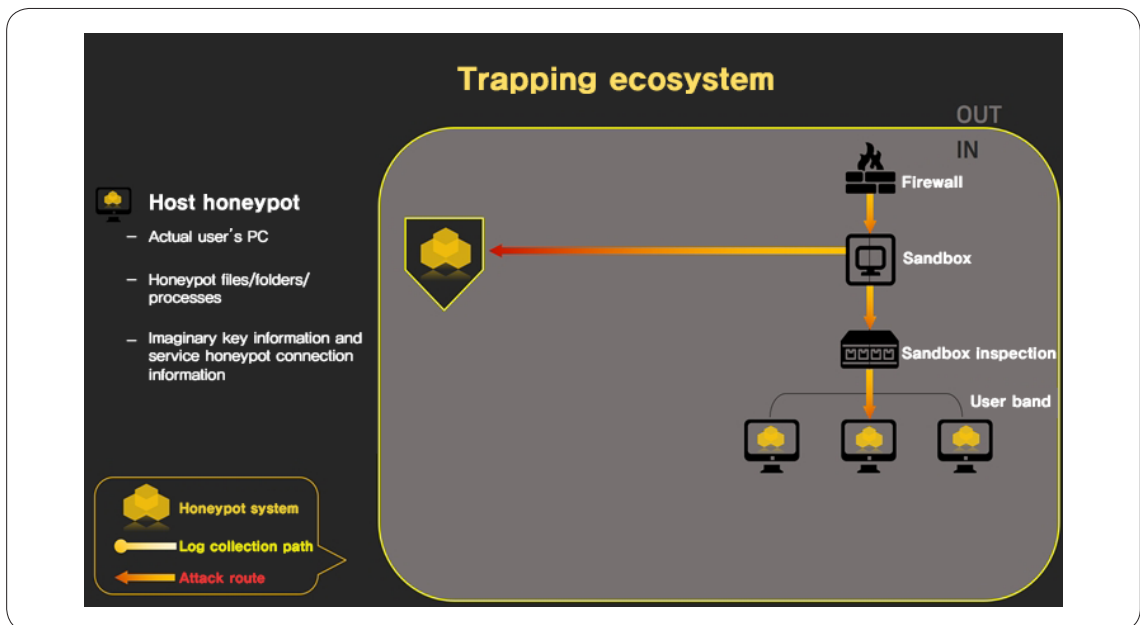 Trapping ecosystem
OUT
IN
Firewall
Host honeypot
– Actual user's PC
– Honeypot files/folders/
processes
– Imaginary key information and
service honeypot connection
information
Sandbox
Sandbox inspection
User band
Honeypot system
Log collection path
Attack route